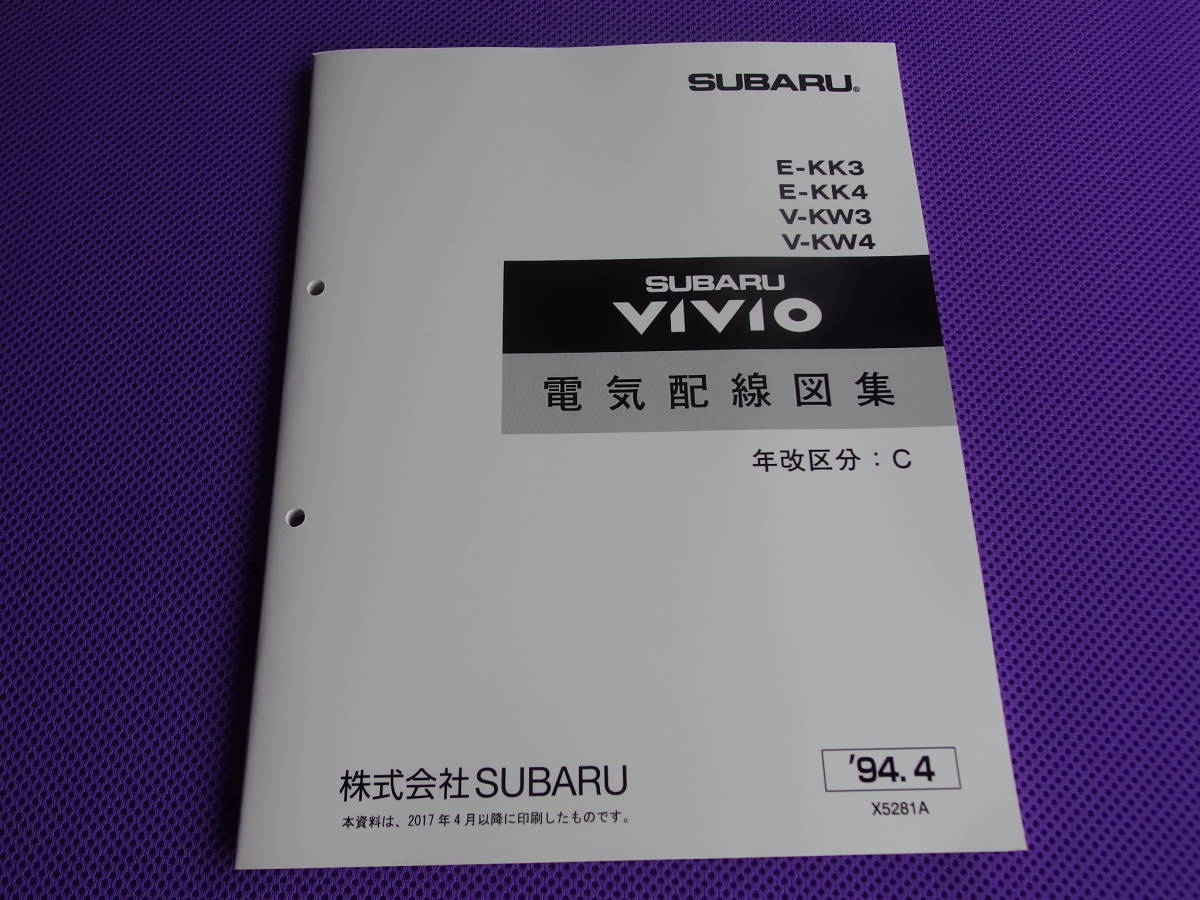 SUBARU®
E-KK3
E-KK4
V-KW3
V-KW4
SUBARU
VIVIO
電気配線図集
年改区分：C
'94.4
X5281A
株式会社SUBARU
本資料は、2017年4月以降に印刷したものです。